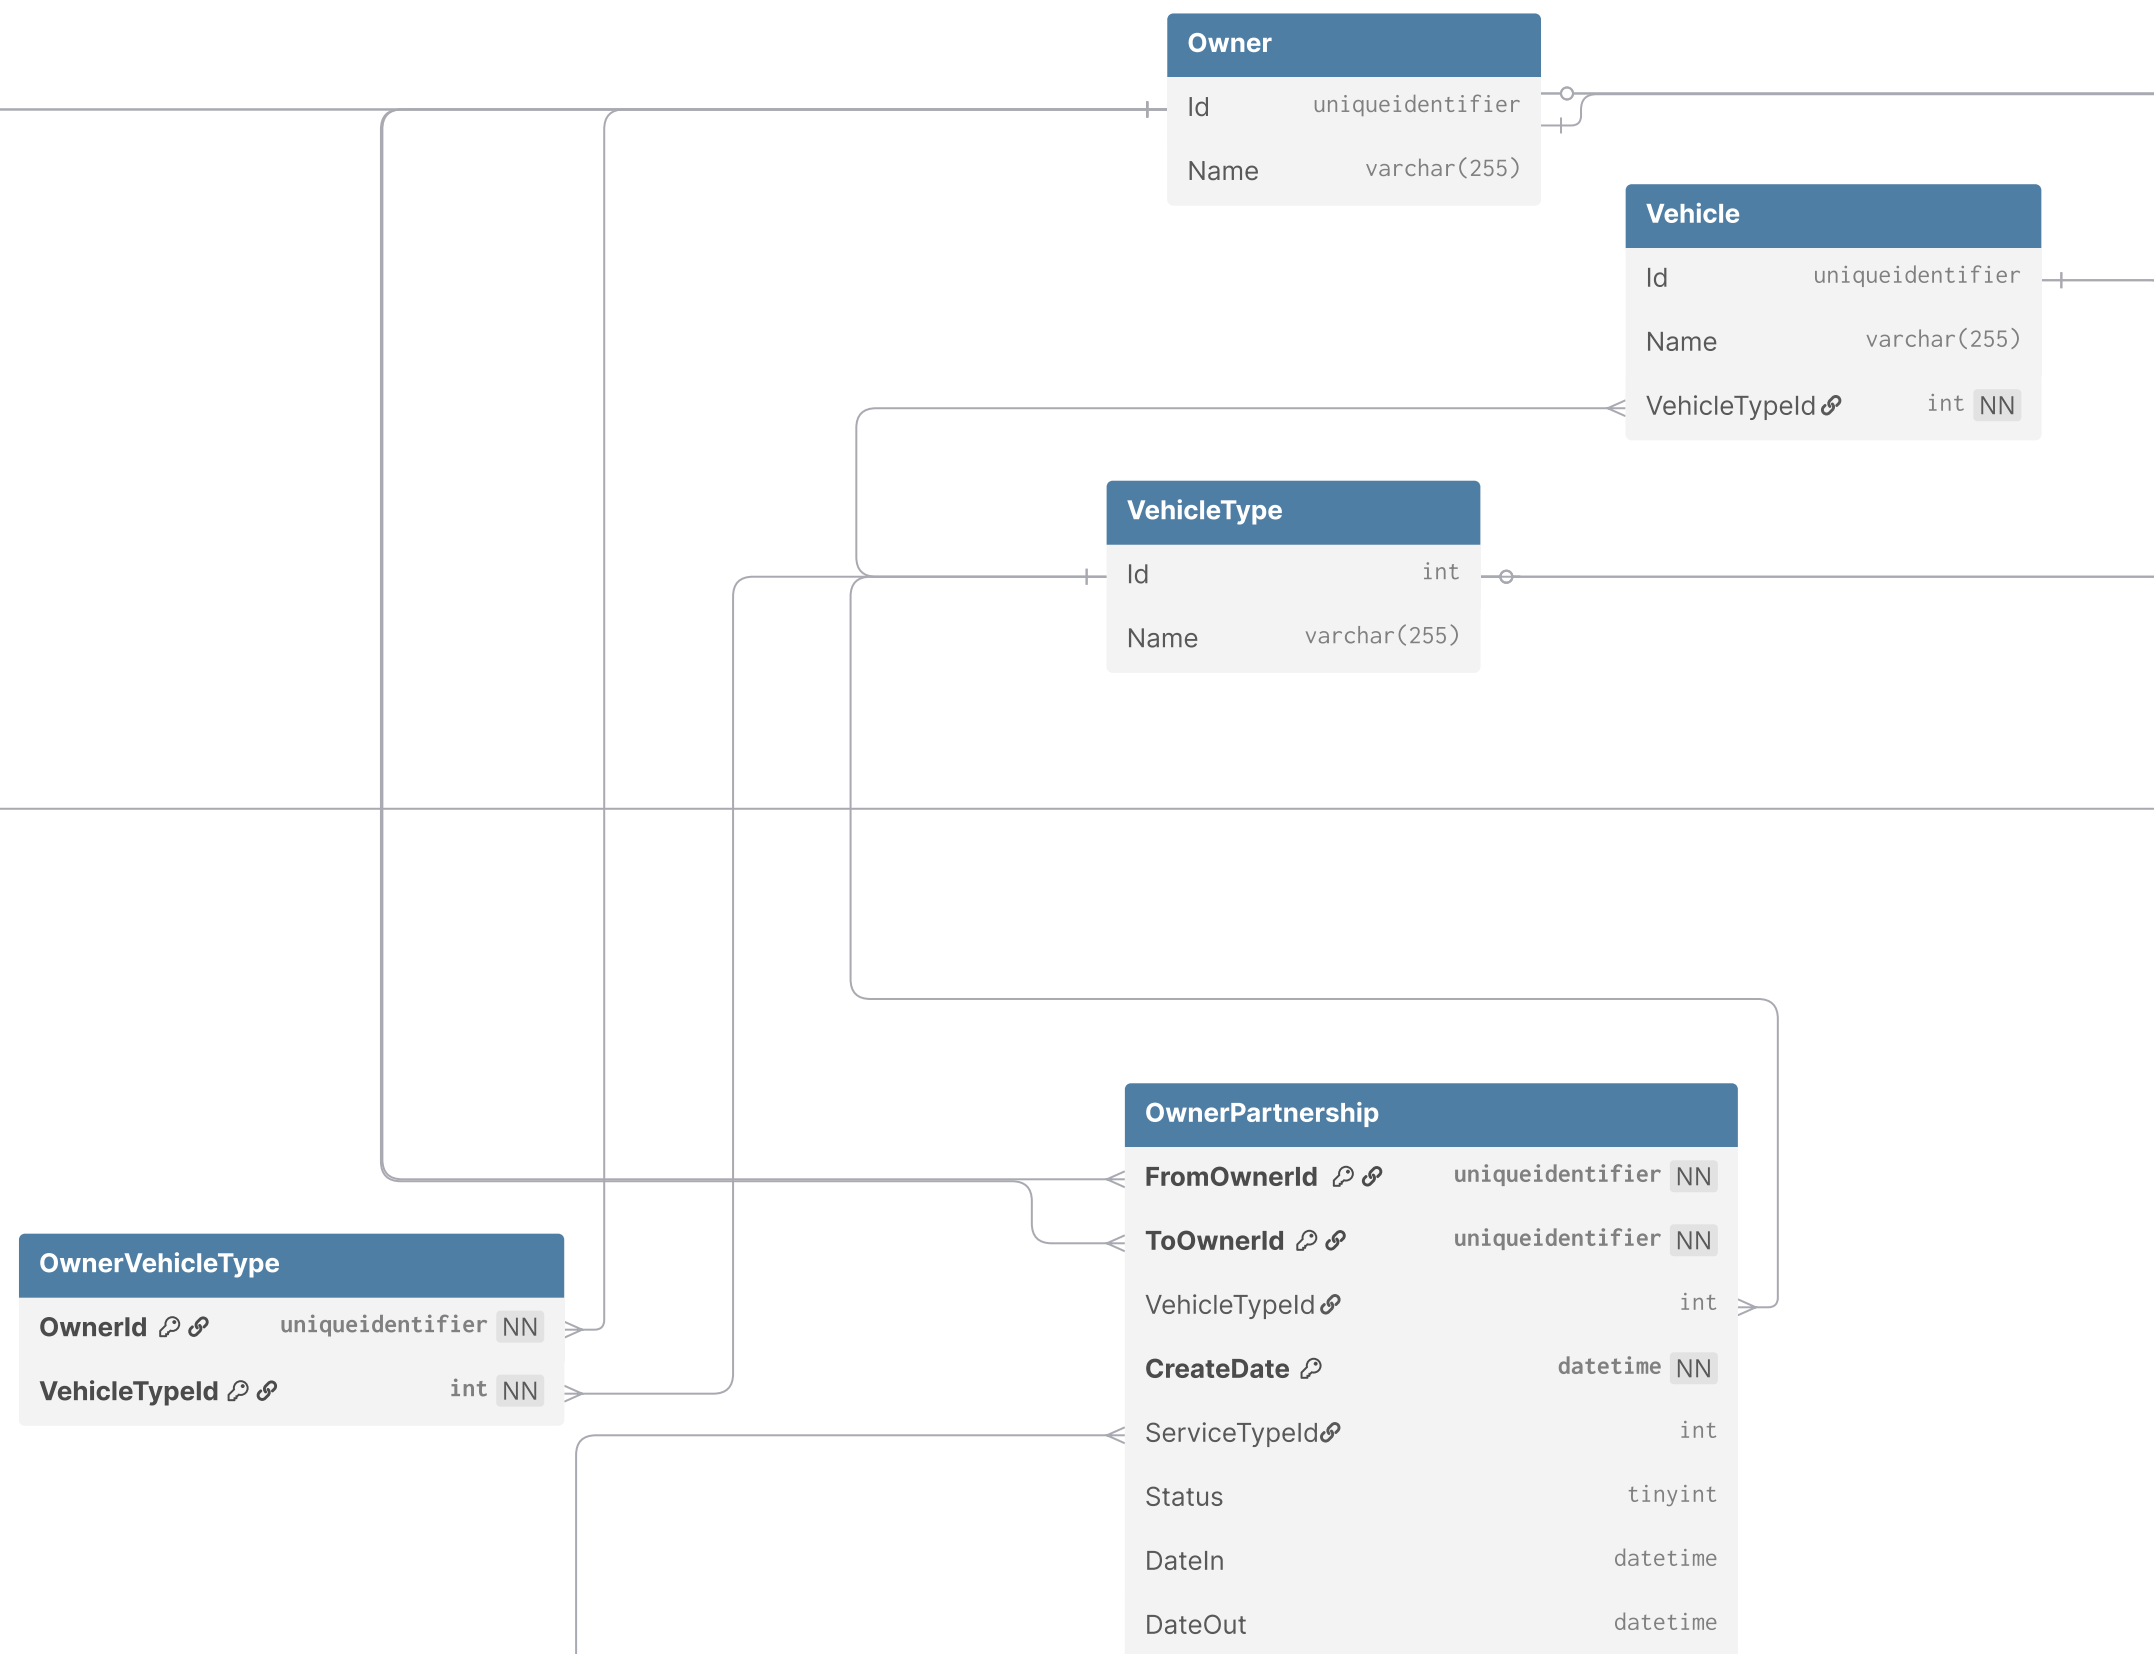 Owner
Id uniqueidentifier
Name varchar(255)
Vehicle
Id uniqueidentifier
Name varchar(255)
VehicleTypeId int NN
VehicleType
Id int
Name varchar(255)
OwnerPartnership
FromOwnerId uniqueidentifier NN
ToOwnerId uniqueidentifier NN
VehicleTypeId int
CreateDate datetime NN
ServiceTypeId int
Status tinyint
DateIn datetime
DateOut datetime
OwnerVehicleType
OwnerId uniqueidentifier NN
VehicleTypeId int NN